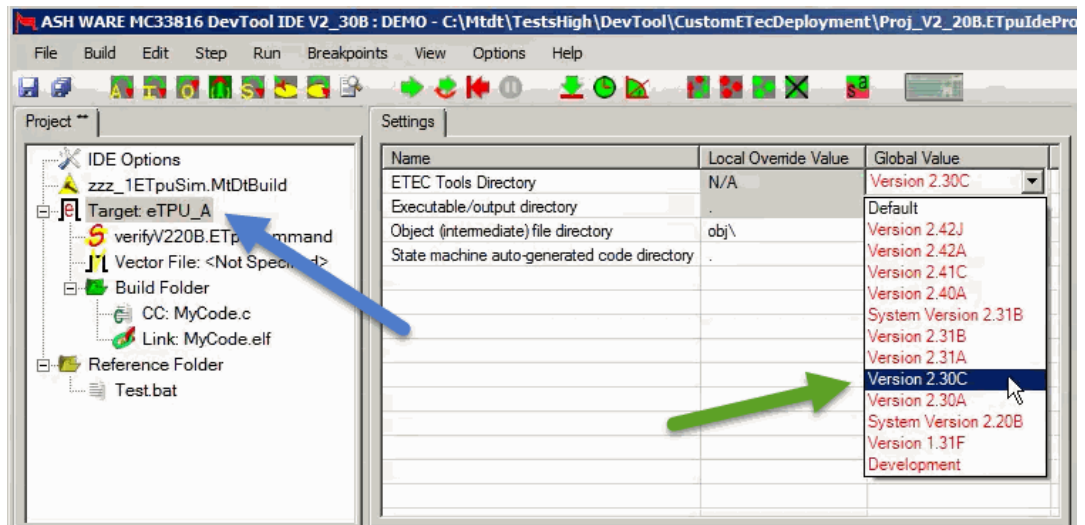 ASH WARE MC33816 DevTool IDE V2_30B : DEMO - C:\Mtdt\TestsHigh\DevTool\CustomETecDeployment\Proj_V2_20B.ETpuIdePro
File Build Edit Step Run Breakpoints View Options Help
Project ** Settings
IDE Options
zzz_1ETpuSim.MtDtBuild
Target: eTPU_A
verifyV220B.ETp mmand
Vector File: <Not Spec d>
Build Folder
CC: MyCode.c
Link: MyCode.elf
Reference Folder
Test.bat
Name Local Override Value Global Value
ETEC Tools Directory N/A Version 2.30C
Executable/output directory .
Object (intermediate) file directory obj\
State machine auto-generated code directory .
Default
Version 2.42J
Version 2.42A
Version 2.41C
Version 2.40A
System Version 2.31B
Version 2.31B
Version 2.31A
Version 2.30C
Version 2.30A
System Version 2.20B
Version 1.31F
Development